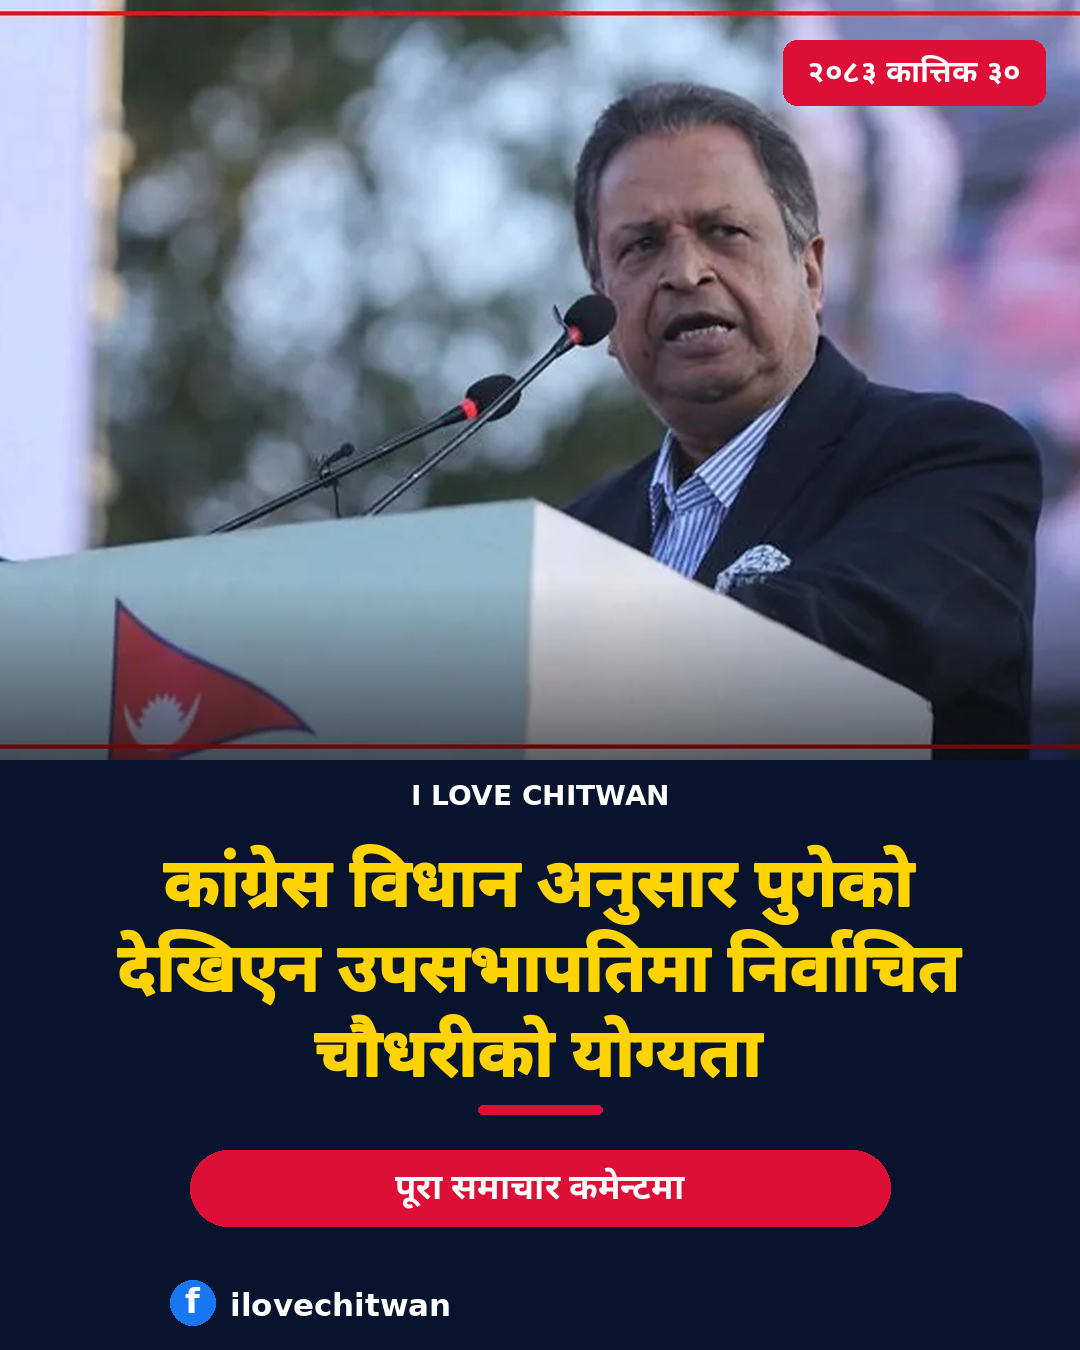 २०८३ कात्तिक ३०
I LOVE CHITWAN
कांग्रेस विधान अनुसार पुगेको
देखिएन उपसभापतिमा निर्वाचित
चौधरीको योग्यता
पूरा समाचार कमेन्टमा
f ilovechitwan